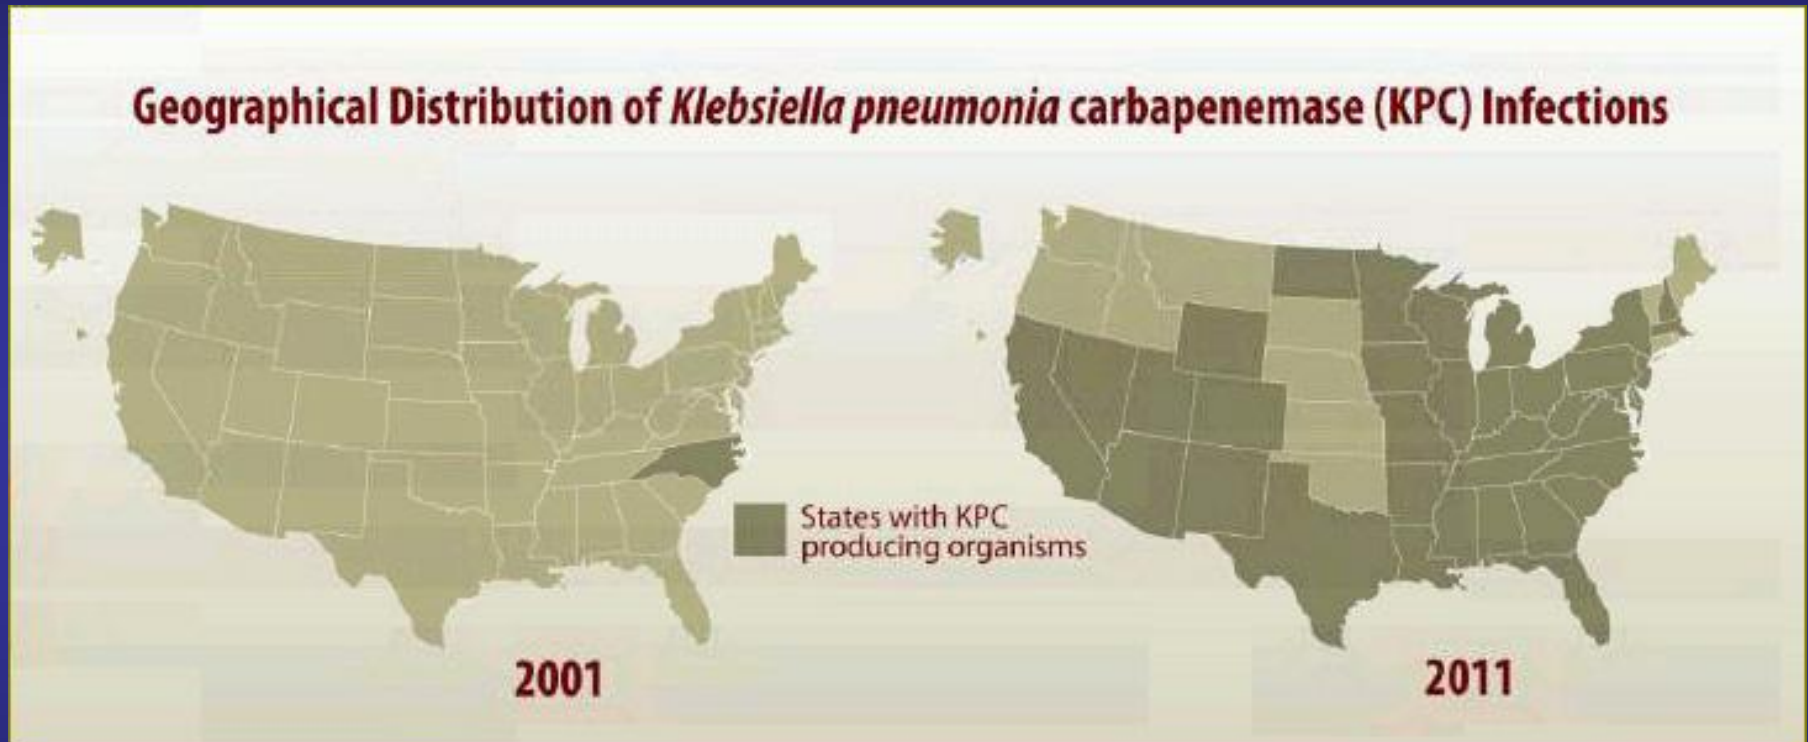 Geographical Distribution of Klebsiella pneumonia carbapenemase (KPC) Infections
States with KPC
producing organisms
2001
2011